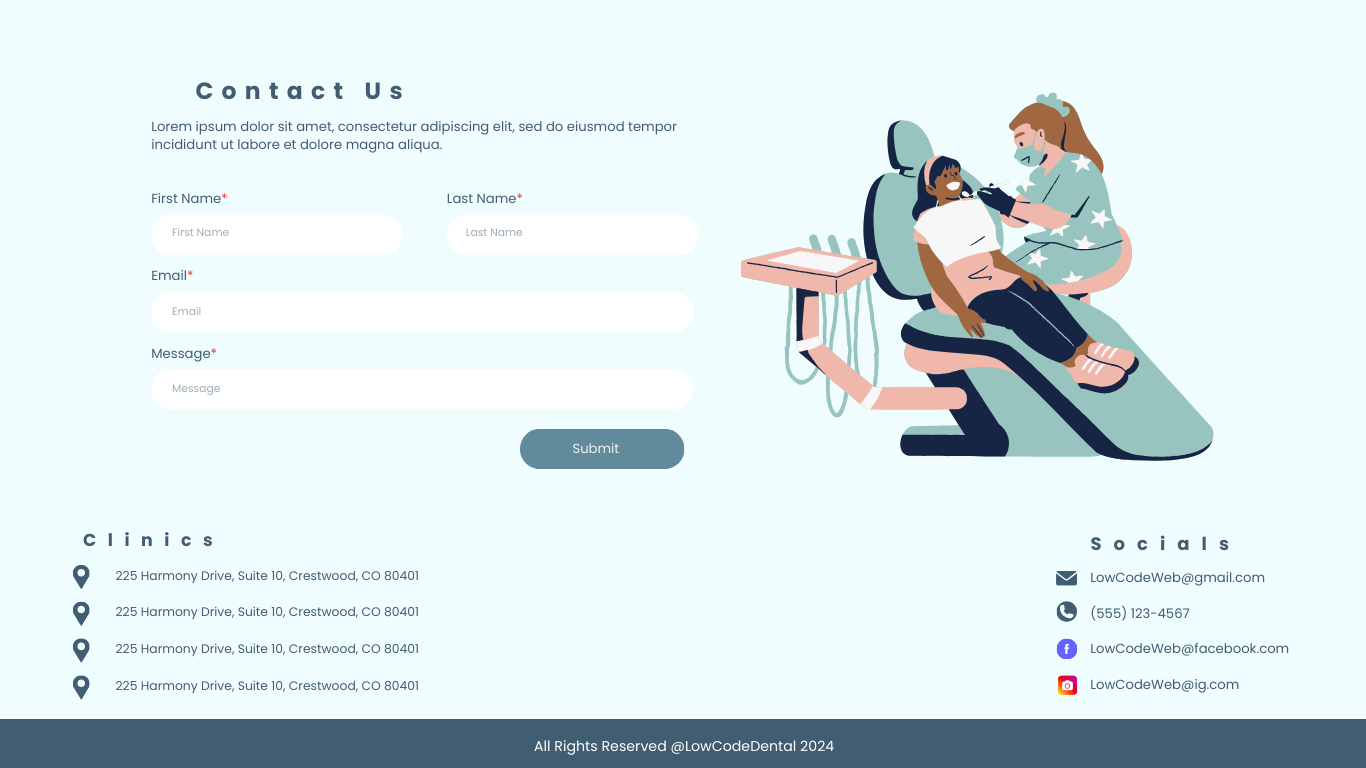 Contact Us
Lorem ipsum dolor sit amet, consectetur adipiscing elit, sed do eiusmod tempor
incididunt ut labore et dolore magna aliqua.
First Name*
Last Name*
First Name
Last Name
Email*
Email
Message*
Message
Submit
Clinics
225 Harmony Drive, Suite 10, Crestwood, CO 80401
225 Harmony Drive, Suite 10, Crestwood, CO 80401
225 Harmony Drive, Suite 10, Crestwood, CO 80401
225 Harmony Drive, Suite 10, Crestwood, CO 80401
Socials
LowCodeWeb@gmail.com
(555) 123-4567
LowCodeWeb@facebook.com
LowCodeWeb@ig.com
All Rights Reserved @LowCodeDental 2024